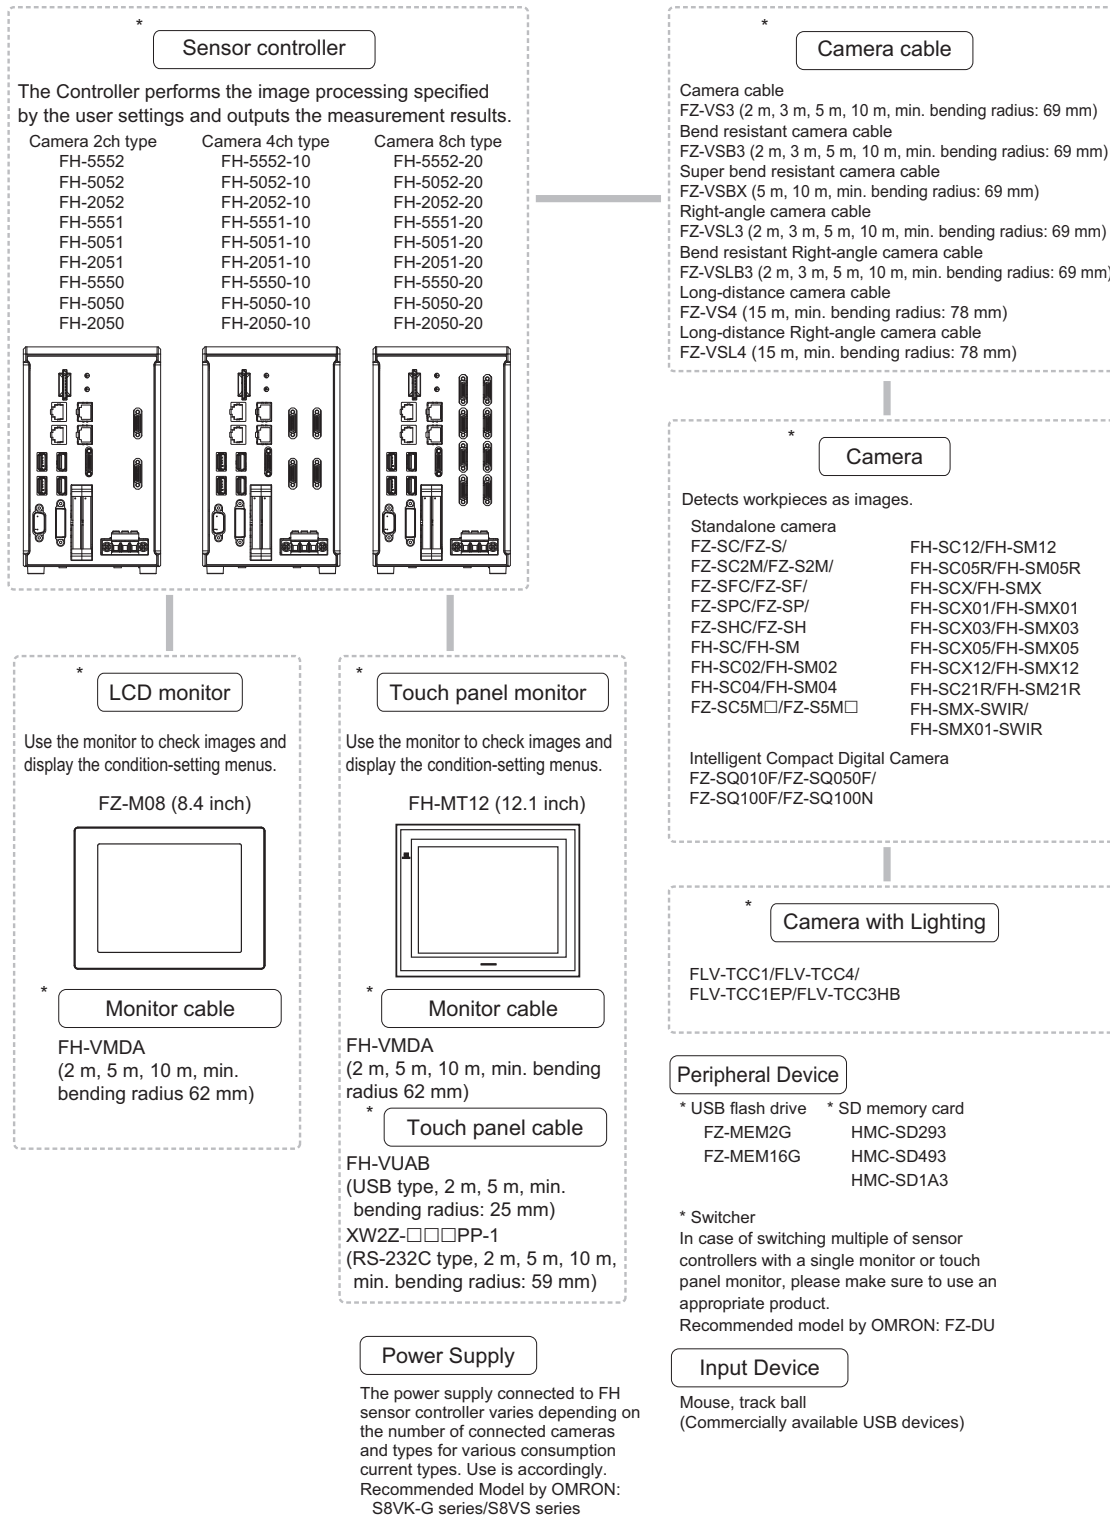 *
Sensor controller
The Controller performs the image processing specified
by the user settings and outputs the measurement results.
Camera 2ch type Camera 4ch type Camera 8ch type
FH-5552 FH-5552-10 FH-5552-20
FH-5052 FH-5052-10 FH-5052-20
FH-2052 FH-2052-10 FH-2052-20
FH-5551 FH-5551-10 FH-5551-20
FH-5051 FH-5051-10 FH-5051-20
FH-2051 FH-2051-10 FH-2051-20
FH-5550 FH-5550-10 FH-5550-20
FH-5050 FH-5050-10 FH-5050-20
FH-2050 FH-2050-10 FH-2050-20
*
LCD monitor
Use the monitor to check images and
display the condition-setting menus.
FZ-M08 (8.4 inch)
*
Monitor cable
FH-VMDA
(2 m, 5 m, 10 m, min.
bending radius 62 mm)
*
Touch panel monitor
Use the monitor to check images and
display the condition-setting menus.
FH-MT12 (12.1 inch)
*
Monitor cable
FH-VMDA
(2 m, 5 m, 10 m, min. bending
radius 62 mm)
*
Touch panel cable
FH-VUAB
(USB type, 2 m, 5 m, min.
bending radius: 25 mm)
XW2Z-□□□PP-1
(RS-232C type, 2 m, 5 m, 10 m,
min. bending radius: 59 mm)
Power Supply
The power supply connected to FH
sensor controller varies depending on
the number of connected cameras
and types for various consumption
current types. Use is accordingly.
Recommended Model by OMRON:
S8VK-G series/S8VS series
*
Camera cable
Camera cable
FZ-VS3 (2 m, 3 m, 5 m, 10 m, min. bending radius: 69 mm)
Bend resistant camera cable
FZ-VSB3 (2 m, 3 m, 5 m, 10 m, min. bending radius: 69 mm)
Super bend resistant camera cable
FZ-VSBX (5 m, 10 m, min. bending radius: 69 mm)
Right-angle camera cable
FZ-VSL3 (2 m, 3 m, 5 m, 10 m, min. bending radius: 69 mm)
Bend resistant Right-angle camera cable
FZ-VSLB3 (2 m, 3 m, 5 m, 10 m, min. bending radius: 69 mm)
Long-distance camera cable
FZ-VS4 (15 m, min. bending radius: 78 mm)
Long-distance Right-angle camera cable
FZ-VSL4 (15 m, min. bending radius: 78 mm)
*
Camera
Detects workpieces as images.
Standalone camera
FZ-SC/FZ-S/ FH-SC12/FH-SM12
FZ-SC2M/FZ-S2M/ FH-SC05R/FH-SM05R
FZ-SFC/FZ-SF/ FH-SCX/FH-SMX
FZ-SPC/FZ-SP/ FH-SCX01/FH-SMX01
FZ-SHC/FZ-SH FH-SCX03/FH-SMX03
FH-SC/FH-SM FH-SCX05/FH-SMX05
FH-SC02/FH-SM02 FH-SCX12/FH-SMX12
FH-SC04/FH-SM04 FH-SC21R/FH-SM21R
FZ-SC5M□/FZ-S5M□ FH-SMX-SWIR/
FH-SMX01-SWIR
Intelligent Compact Digital Camera
FZ-SQ010F/FZ-SQ050F/
FZ-SQ100F/FZ-SQ100N
*
Camera with Lighting
FLV-TCC1/FLV-TCC4/
FLV-TCC1EP/FLV-TCC3HB
Peripheral Device
* USB flash drive * SD memory card
FZ-MEM2G HMC-SD293
FZ-MEM16G HMC-SD493
HMC-SD1A3
* Switcher
In case of switching multiple of sensor
controllers with a single monitor or touch
panel monitor, please make sure to use an
appropriate product.
Recommended model by OMRON: FZ-DU
Input Device
Mouse, track ball
(Commercially available USB devices)